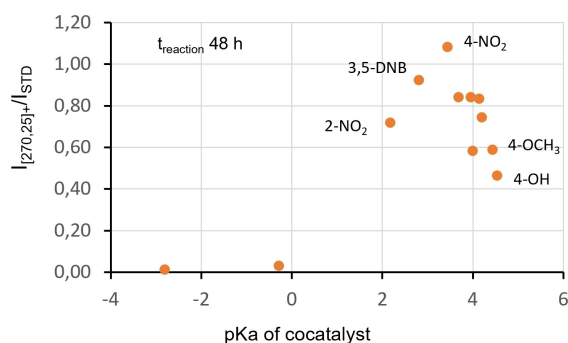 1,20
1,00
0,80
0,60
0,40
0,20
0,00
-4 -2 0 2 4 6
I[270,25]+/ISTD
pKa of cocatalyst
treaction 48 h
4-NO2
3,5-DNB
2-NO2
4-OCH3
4-OH